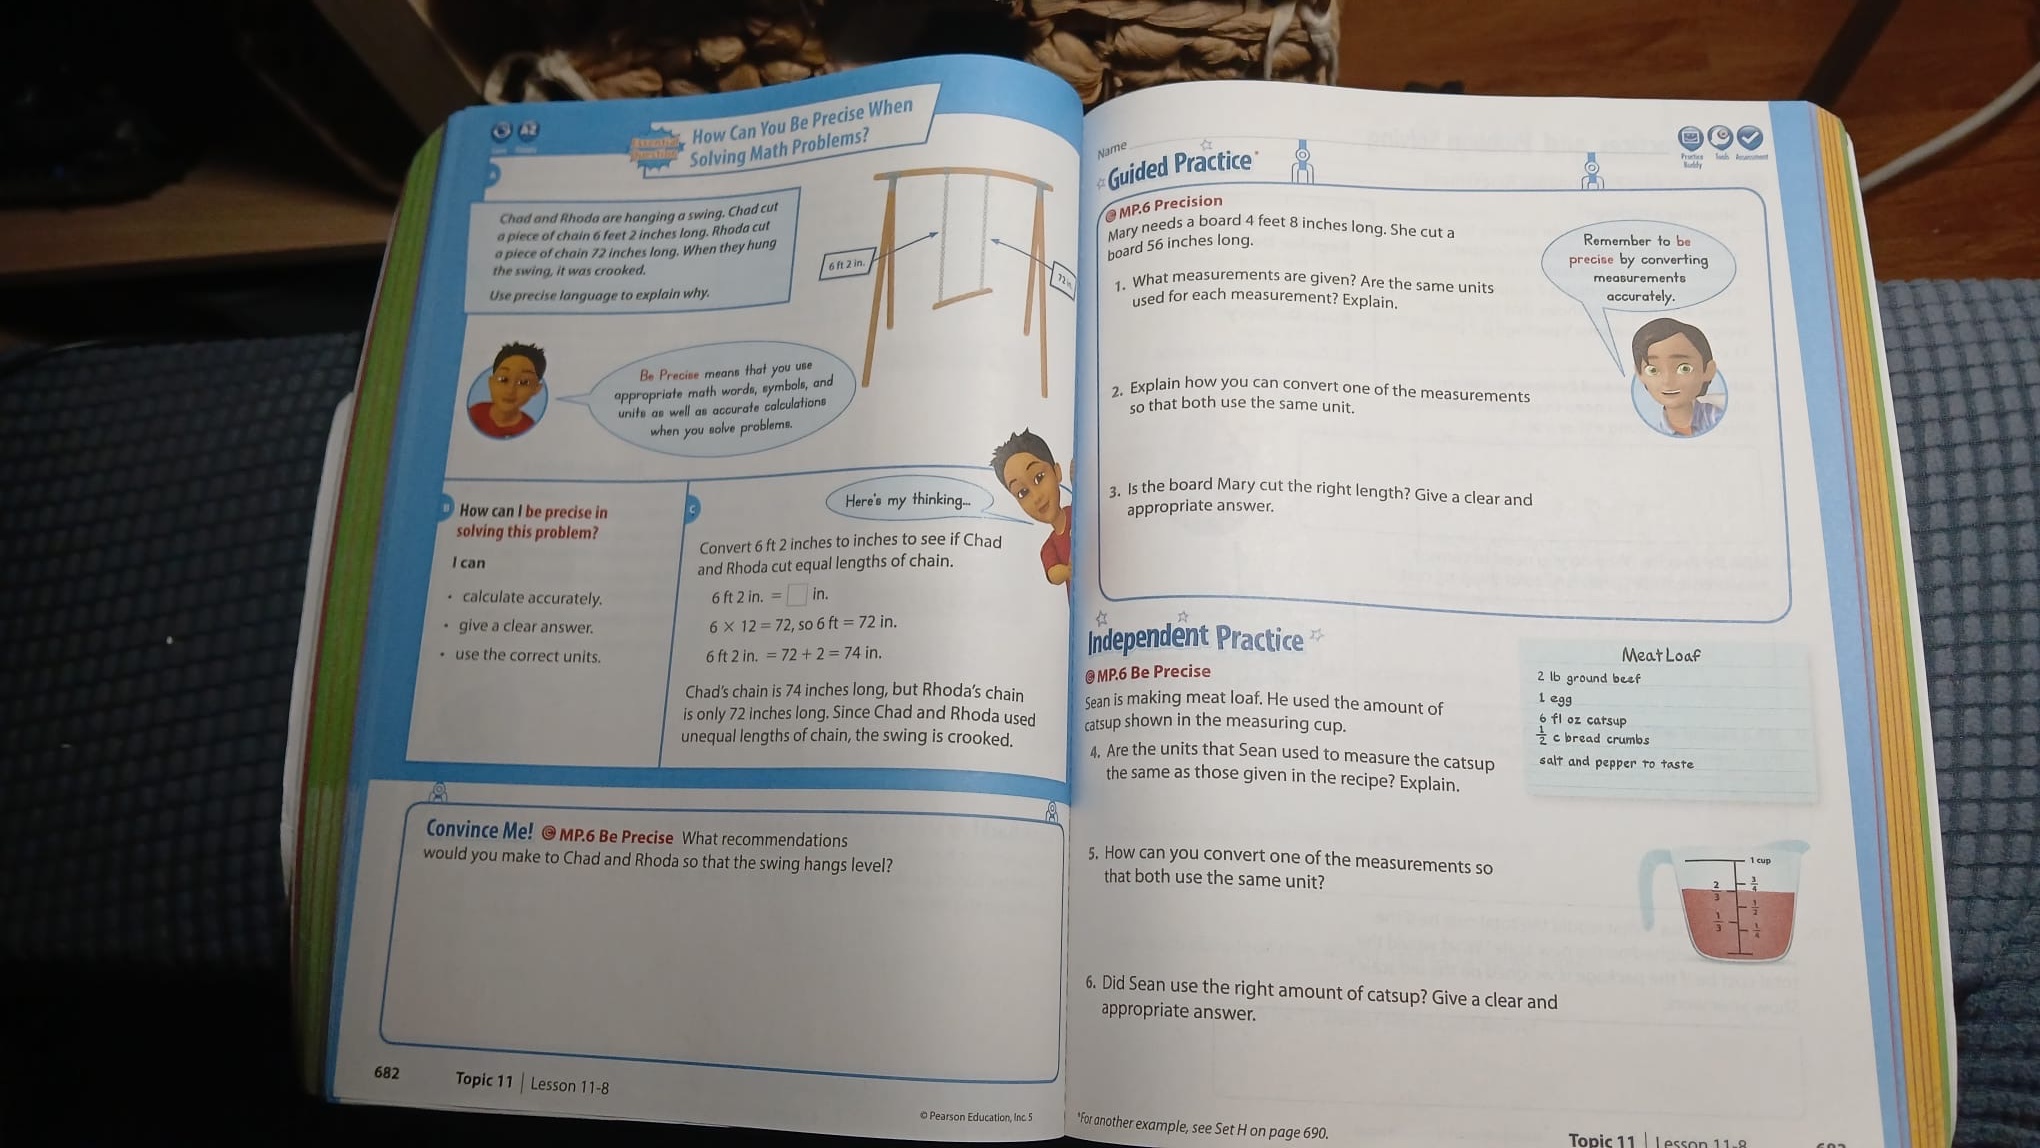 Essential Question
How Can You Be Precise When
Solving Math Problems?
A
Chad and Rhoda are hanging a swing. Chad cut
a piece of chain 6 feet 2 inches long. Rhoda cut
a piece of chain 72 inches long. When they hung
the swing, it was crooked.
Use precise language to explain why.
6 ft 2 in.
72 in.
Be Precise means that you use
appropriate math words, symbols, and
units as well as accurate calculations
when you solve problems.
B
How can I be precise in
solving this problem?
I can
• calculate accurately.
• give a clear answer.
• use the correct units.
C
Here's my thinking...
Convert 6 ft 2 inches to inches to see if Chad
and Rhoda cut equal lengths of chain.
6 ft 2 in. = □ in.
6 × 12 = 72, so 6 ft = 72 in.
6 ft 2 in. = 72 + 2 = 74 in.
Chad's chain is 74 inches long, but Rhoda's chain
is only 72 inches long. Since Chad and Rhoda used
unequal lengths of chain, the swing is crooked.
Convince Me! MP.6 Be Precise What recommendations
would you make to Chad and Rhoda so that the swing hangs level?
682 Topic 11 | Lesson 11-8
© Pearson Education, Inc. 5
Name
Practice Buddy Tools Assessment
☆ Guided Practice*
MP.6 Precision
Mary needs a board 4 feet 8 inches long. She cut a
board 56 inches long.
1. What measurements are given? Are the same units
used for each measurement? Explain.
Remember to be
precise by converting
measurements
accurately.
2. Explain how you can convert one of the measurements
so that both use the same unit.
3. Is the board Mary cut the right length? Give a clear and
appropriate answer.
Independent Practice ☆
MP.6 Be Precise
Sean is making meat loaf. He used the amount of
catsup shown in the measuring cup.
4. Are the units that Sean used to measure the catsup
the same as those given in the recipe? Explain.
Meat Loaf
2 lb ground beef
1 egg
6 fl oz catsup
1/2 c bread crumbs
salt and pepper to taste
5. How can you convert one of the measurements so
that both use the same unit?
1 cup
3/4
2/3
1/2
1/3
1/4
6. Did Sean use the right amount of catsup? Give a clear and
appropriate answer.
*For another example, see Set H on page 690.
Topic 11 | Lesson 11-8